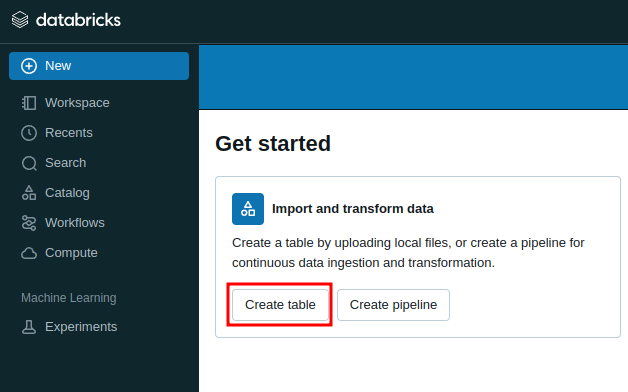 databricks
New
Workspace
Recents
Search
Catalog
Workflows
Compute
Machine Learning
Experiments
Get started
Import and transform data
Create a table by uploading local files, or create a pipeline for
continuous data ingestion and transformation.
Create table
Create pipeline